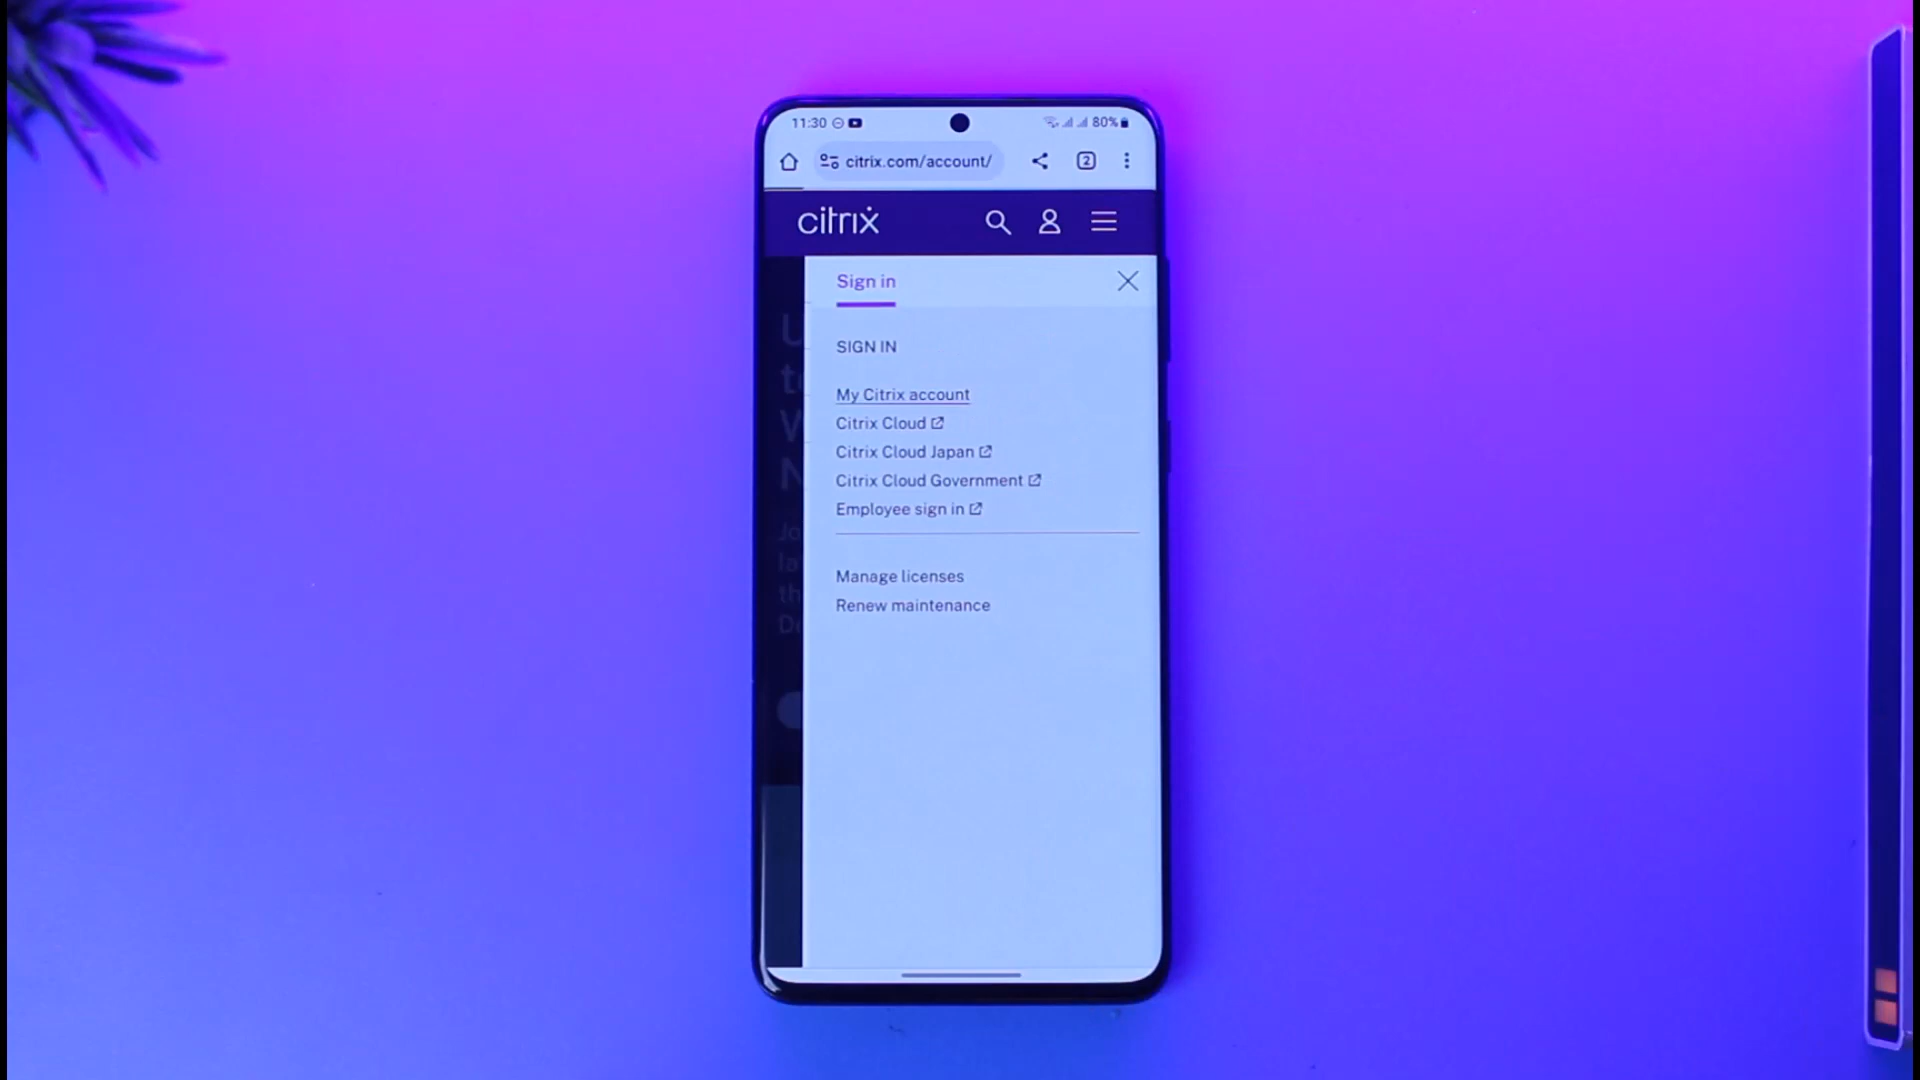 11:30 80%
citrix.com/account/ 2
citrix
Sign in
SIGN IN
My Citrix account
Citrix Cloud
Citrix Cloud Japan
Citrix Cloud Government
Employee sign in
Manage licenses
Renew maintenance